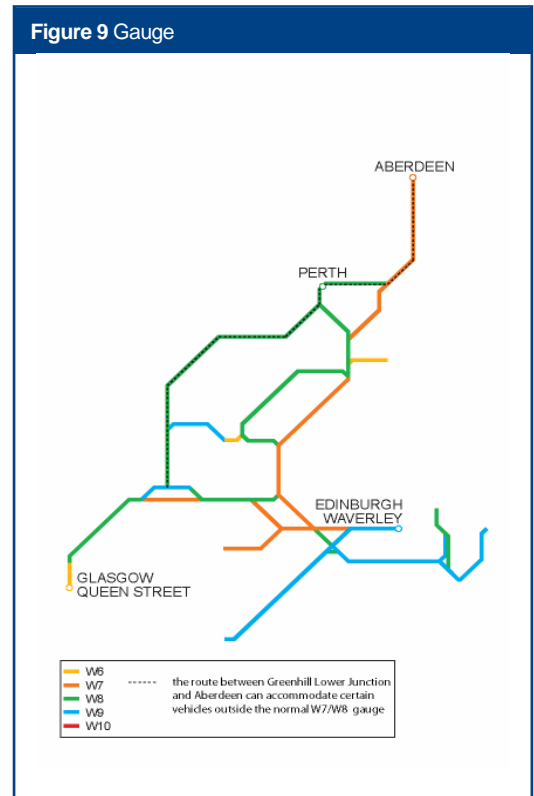 Figure 9 Gauge
ABERDEEN
PERTH
EDINBURGH
WAVERLEY
GLASGOW
QUEEN STREET
W6
W7
W8
W9
W10
the route between Greenhill Lower Junction
and Aberdeen can accommodate certain
vehicles outside the normal W7/W8 gauge